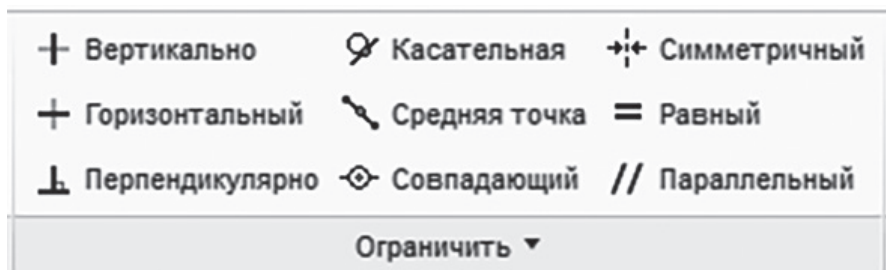 Вертикально Касательная Симметричный
Горизонтальный Средняя точка Равный
Перпендикулярно Совпадающий Параллельный
Ограничить